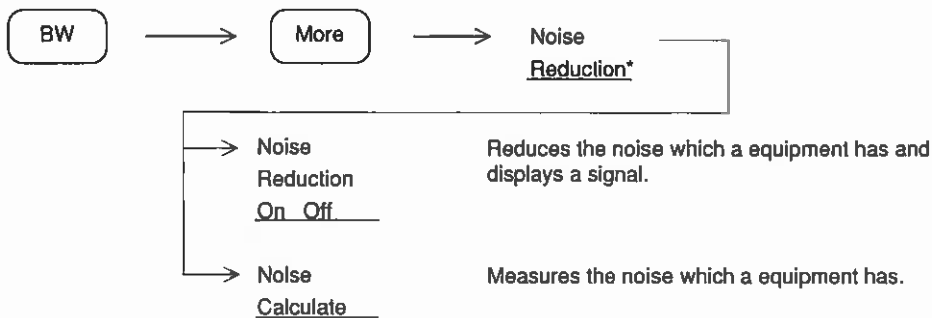 BW
More
Noise
Reduction*
Noise
Reduction
On Off
Reduces the noise which a equipment has and
displays a signal.
Noise
Calculate
Measures the noise which a equipment has.